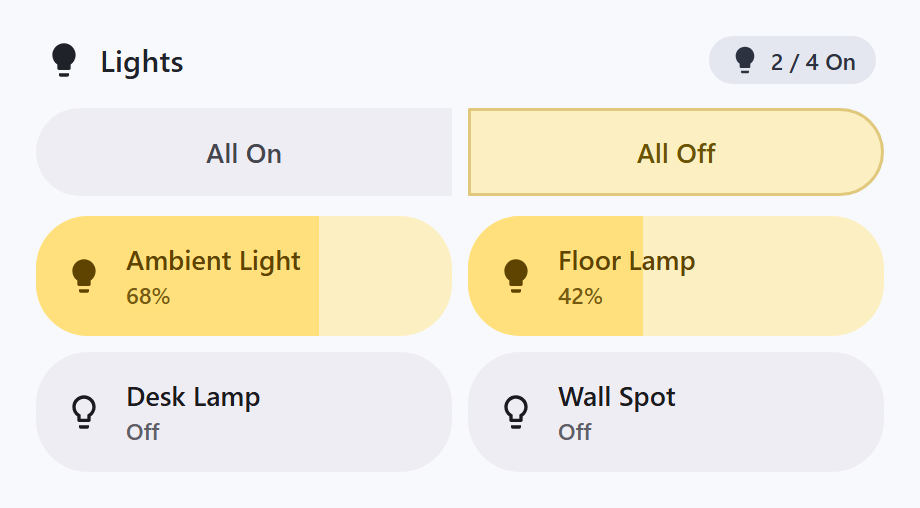 Lights
2 / 4 On
All On
All Off
Ambient Light
68%
Floor Lamp
42%
Desk Lamp
Off
Wall Spot
Off